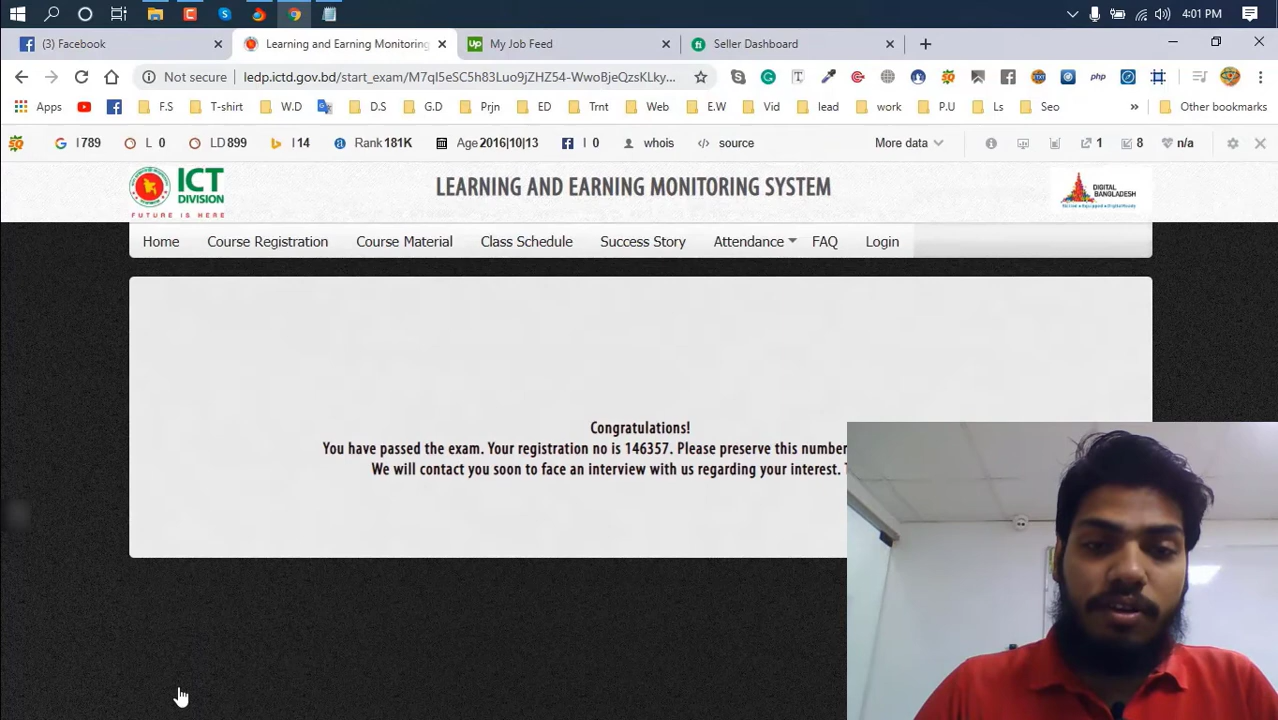 4:01 PM
(3) Facebook
Learning and Earning Monitoring
Up My Job Feed
fi Seller Dashboard
Not secure ledp.ictd.gov.bd/start_exam/M7qI5eSC5h83Luo9jZHZ54-WwoBjeQzsKLky...
Apps F.S T-shirt W.D D.S G.D Prjn ED Trnt Web E.W Vid lead work P.U Ls Seo » Other bookmarks
I 789 L 0 LD 899 I 14 Rank 181K Age 2016|10|13 I 0 whois source More data 1 8 n/a
ICT
DIVISION
FUTURE IS HERE
LEARNING AND EARNING MONITORING SYSTEM
DIGITAL
BANGLADESH
Home Course Registration Course Material Class Schedule Success Story Attendance FAQ Login
Congratulations!
You have passed the exam. Your registration no is 146357. Please preserve this number
We will contact you soon to face an interview with us regarding your interest.